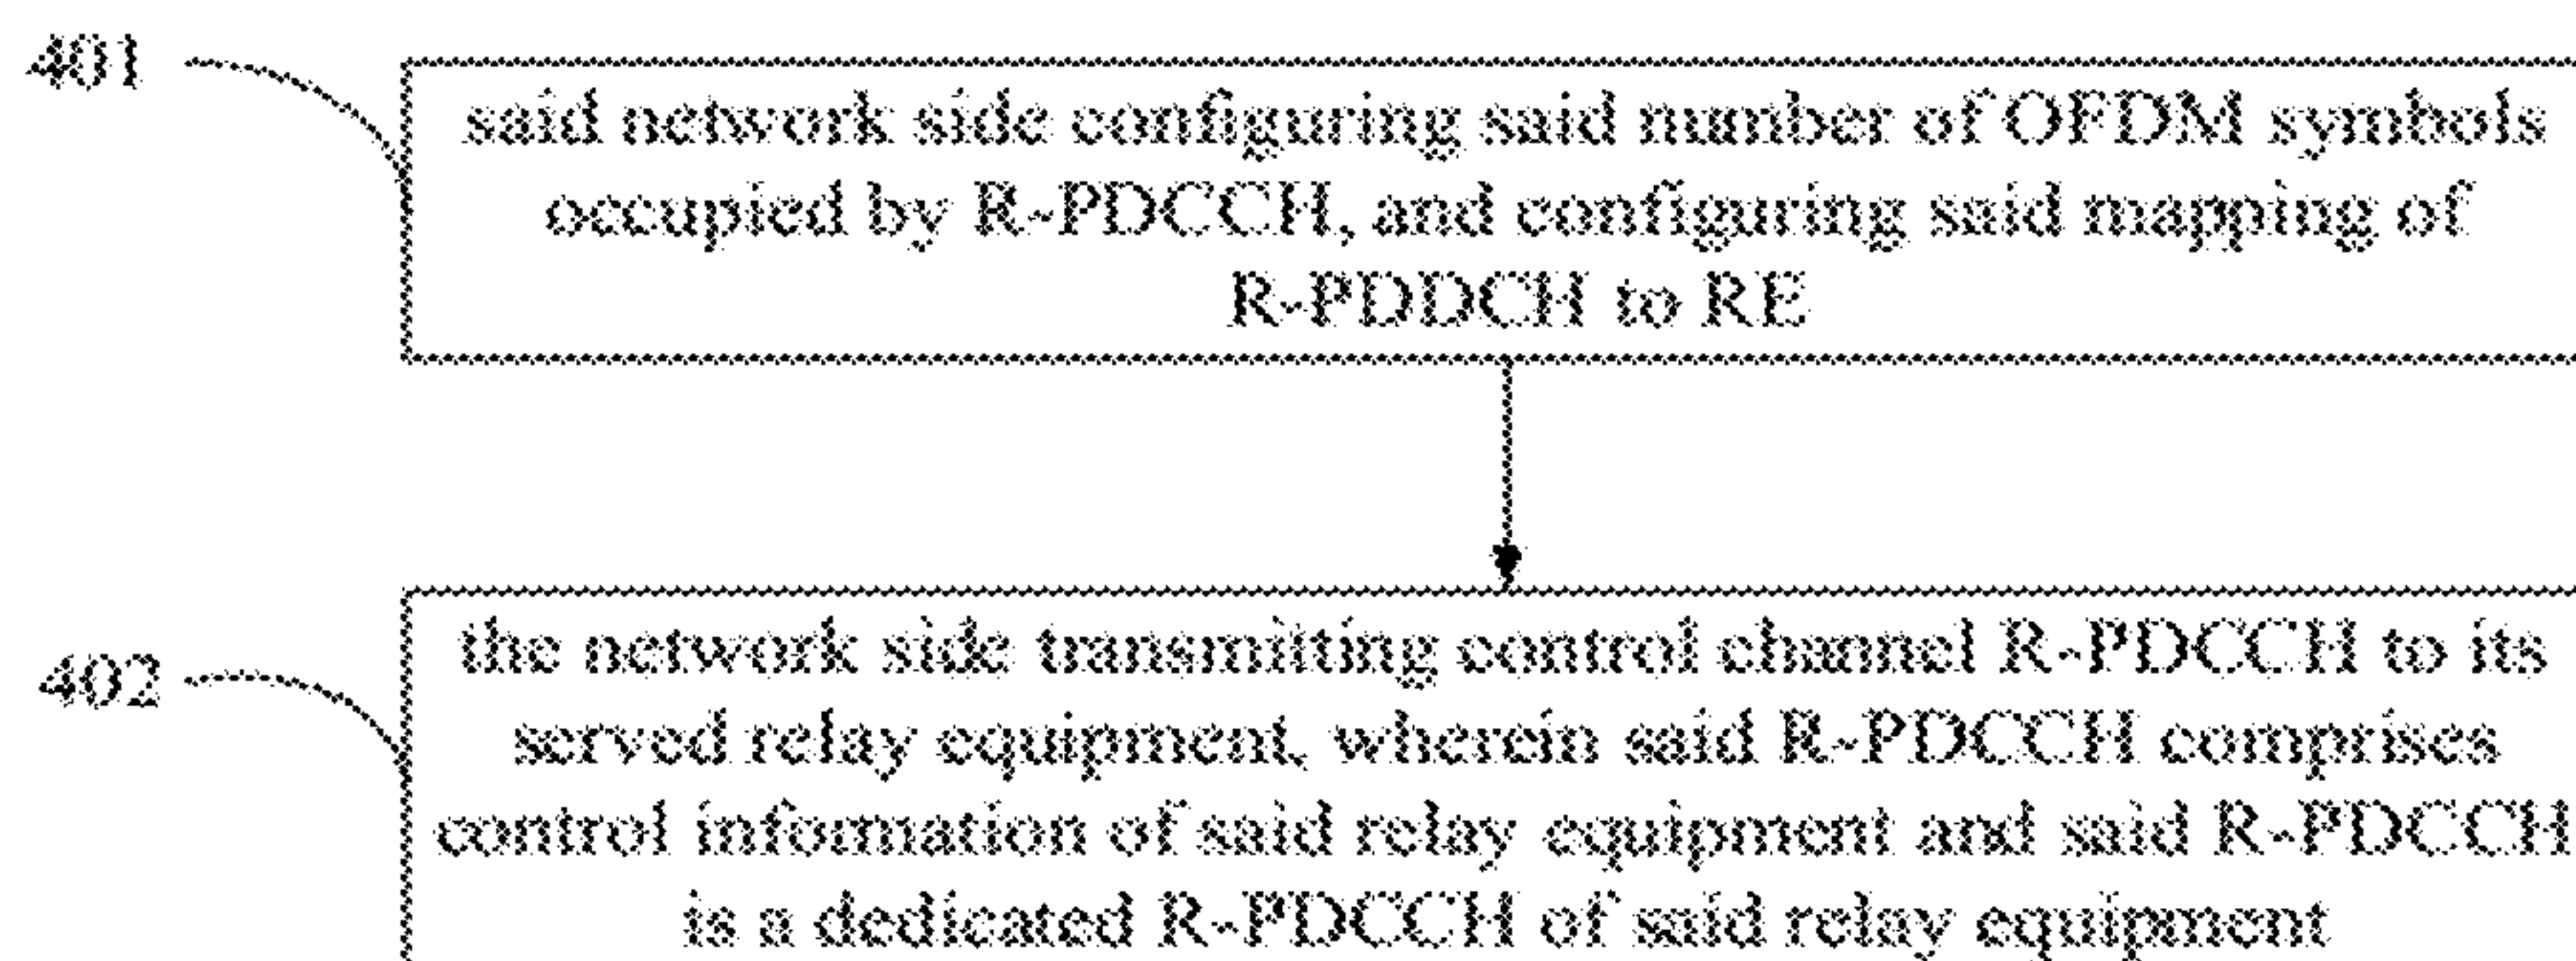 401
said network side configuring said number of OFDM symbols
occupied by R-PDCCH, and configuring said mapping of
R-PDDCH to RE
402
the network side transmitting control channel R-PDCCH to its
served relay equipment, wherein said R-PDCCH comprises
control information of said relay equipment and said R-PDCCH
is a dedicated R-PDCCH of said relay equipment